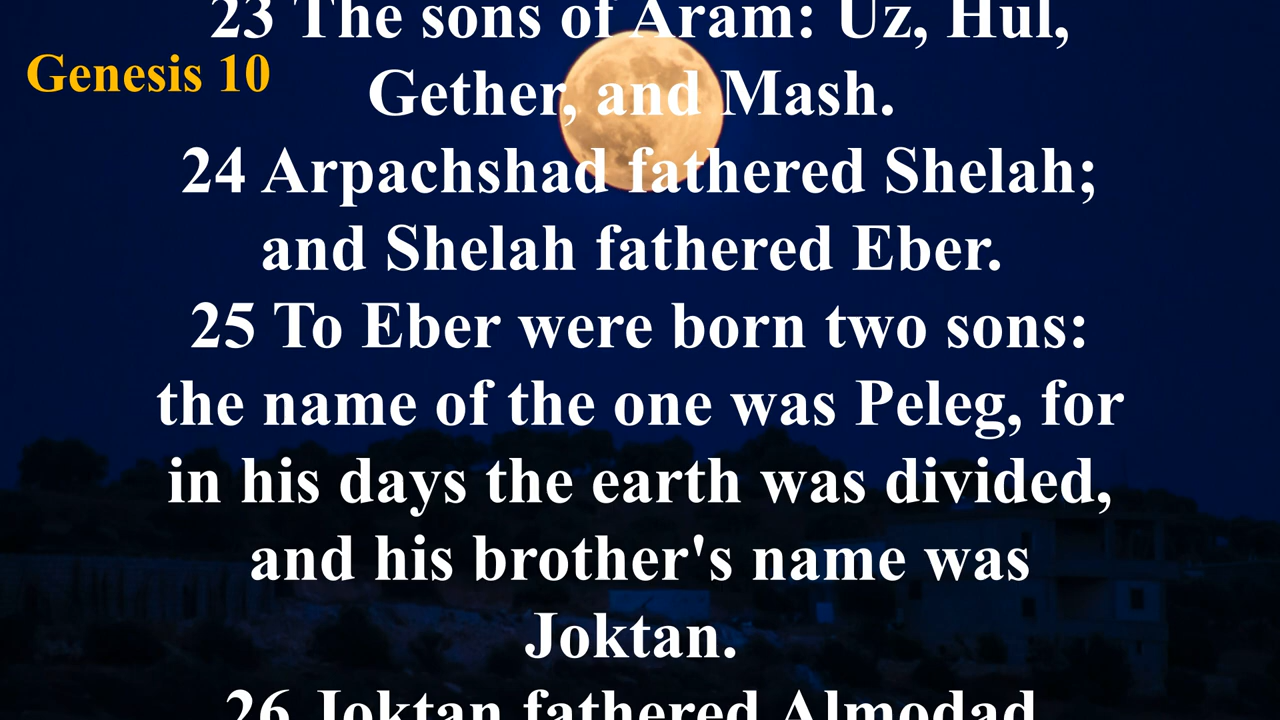 23 The sons of Aram: Uz, Hul,
Genesis 10
Gether, and Mash.
24 Arpachshad fathered Shelah;
and Shelah fathered Eber.
25 To Eber were born two sons:
the name of the one was Peleg, for
in his days the earth was divided,
and his brother's name was
Joktan.
26 Joktan fathered Almodad